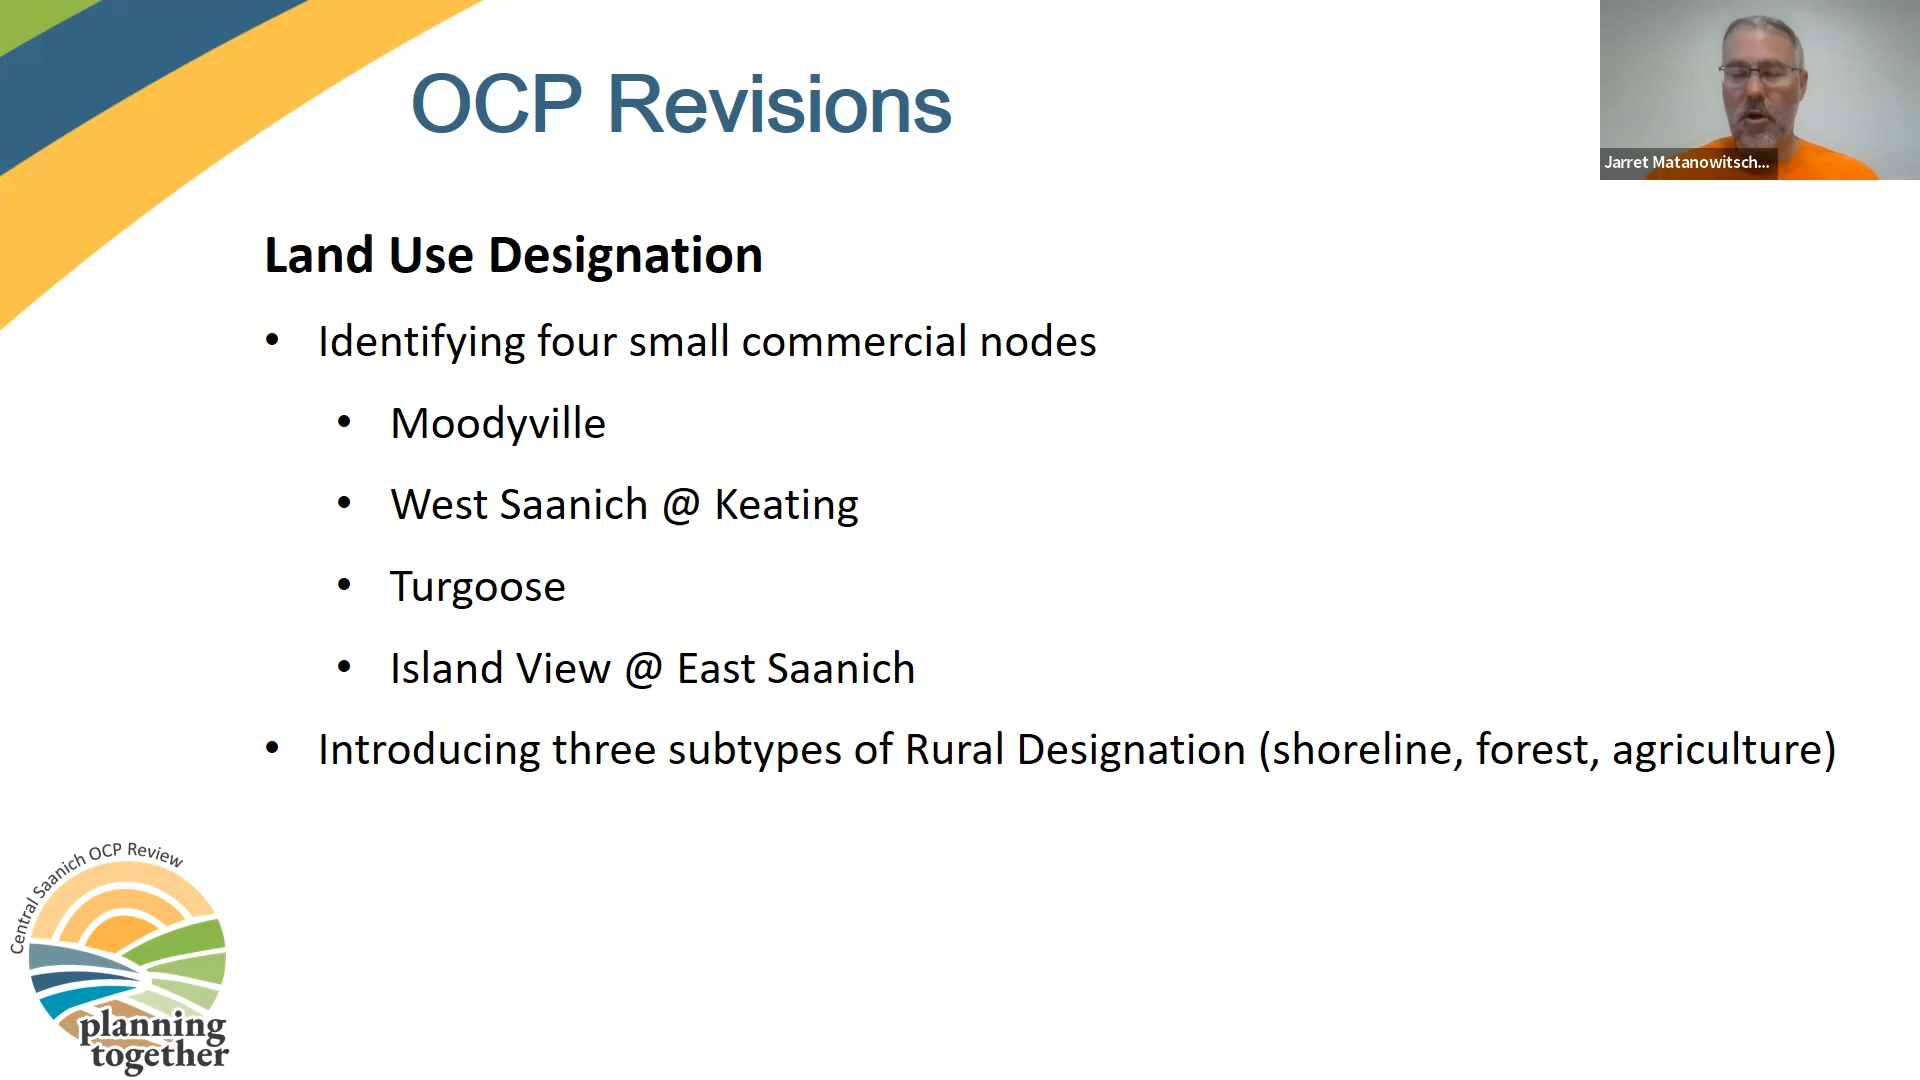 OCP Revisions
Jarret Matanowitsch...
Land Use Designation
• Identifying four small commercial nodes
• Moodyville
• West Saanich @ Keating
• Turgoose
• Island View @ East Saanich
• Introducing three subtypes of Rural Designation (shoreline, forest, agriculture)
Central Saanich OCP Review
planning
together